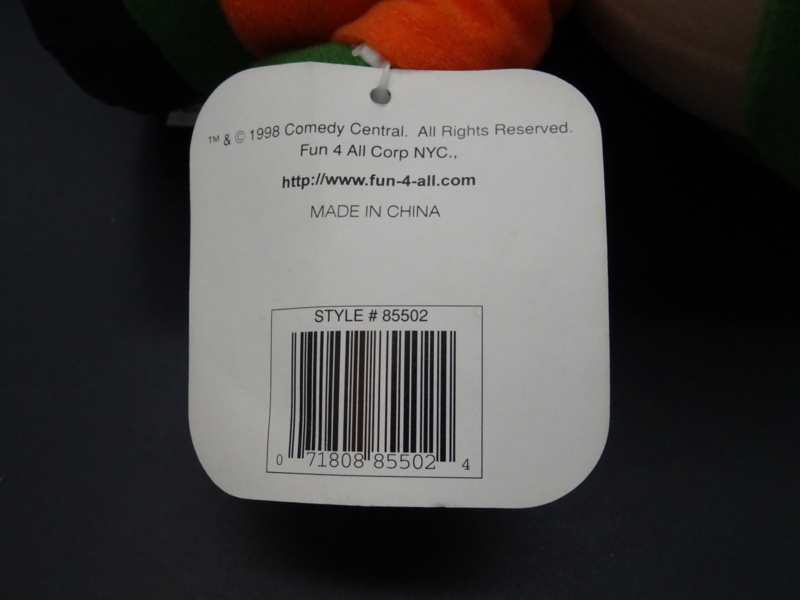 ™ & © 1998 Comedy Central. All Rights Reserved.
Fun 4 All Corp NYC.,
http://www.fun-4-all.com
MADE IN CHINA
STYLE # 85502
0 71808 85502 4